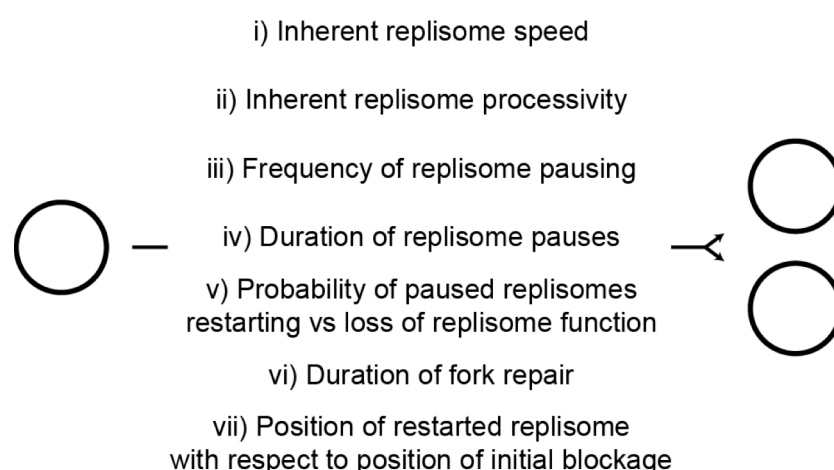 i) Inherent replisome speed
ii) Inherent replisome processivity
iii) Frequency of replisome pausing
iv) Duration of replisome pauses
v) Probability of paused replisomes
restarting vs loss of replisome function
vi) Duration of fork repair
vii) Position of restarted replisome
with respect to position of initial blockage